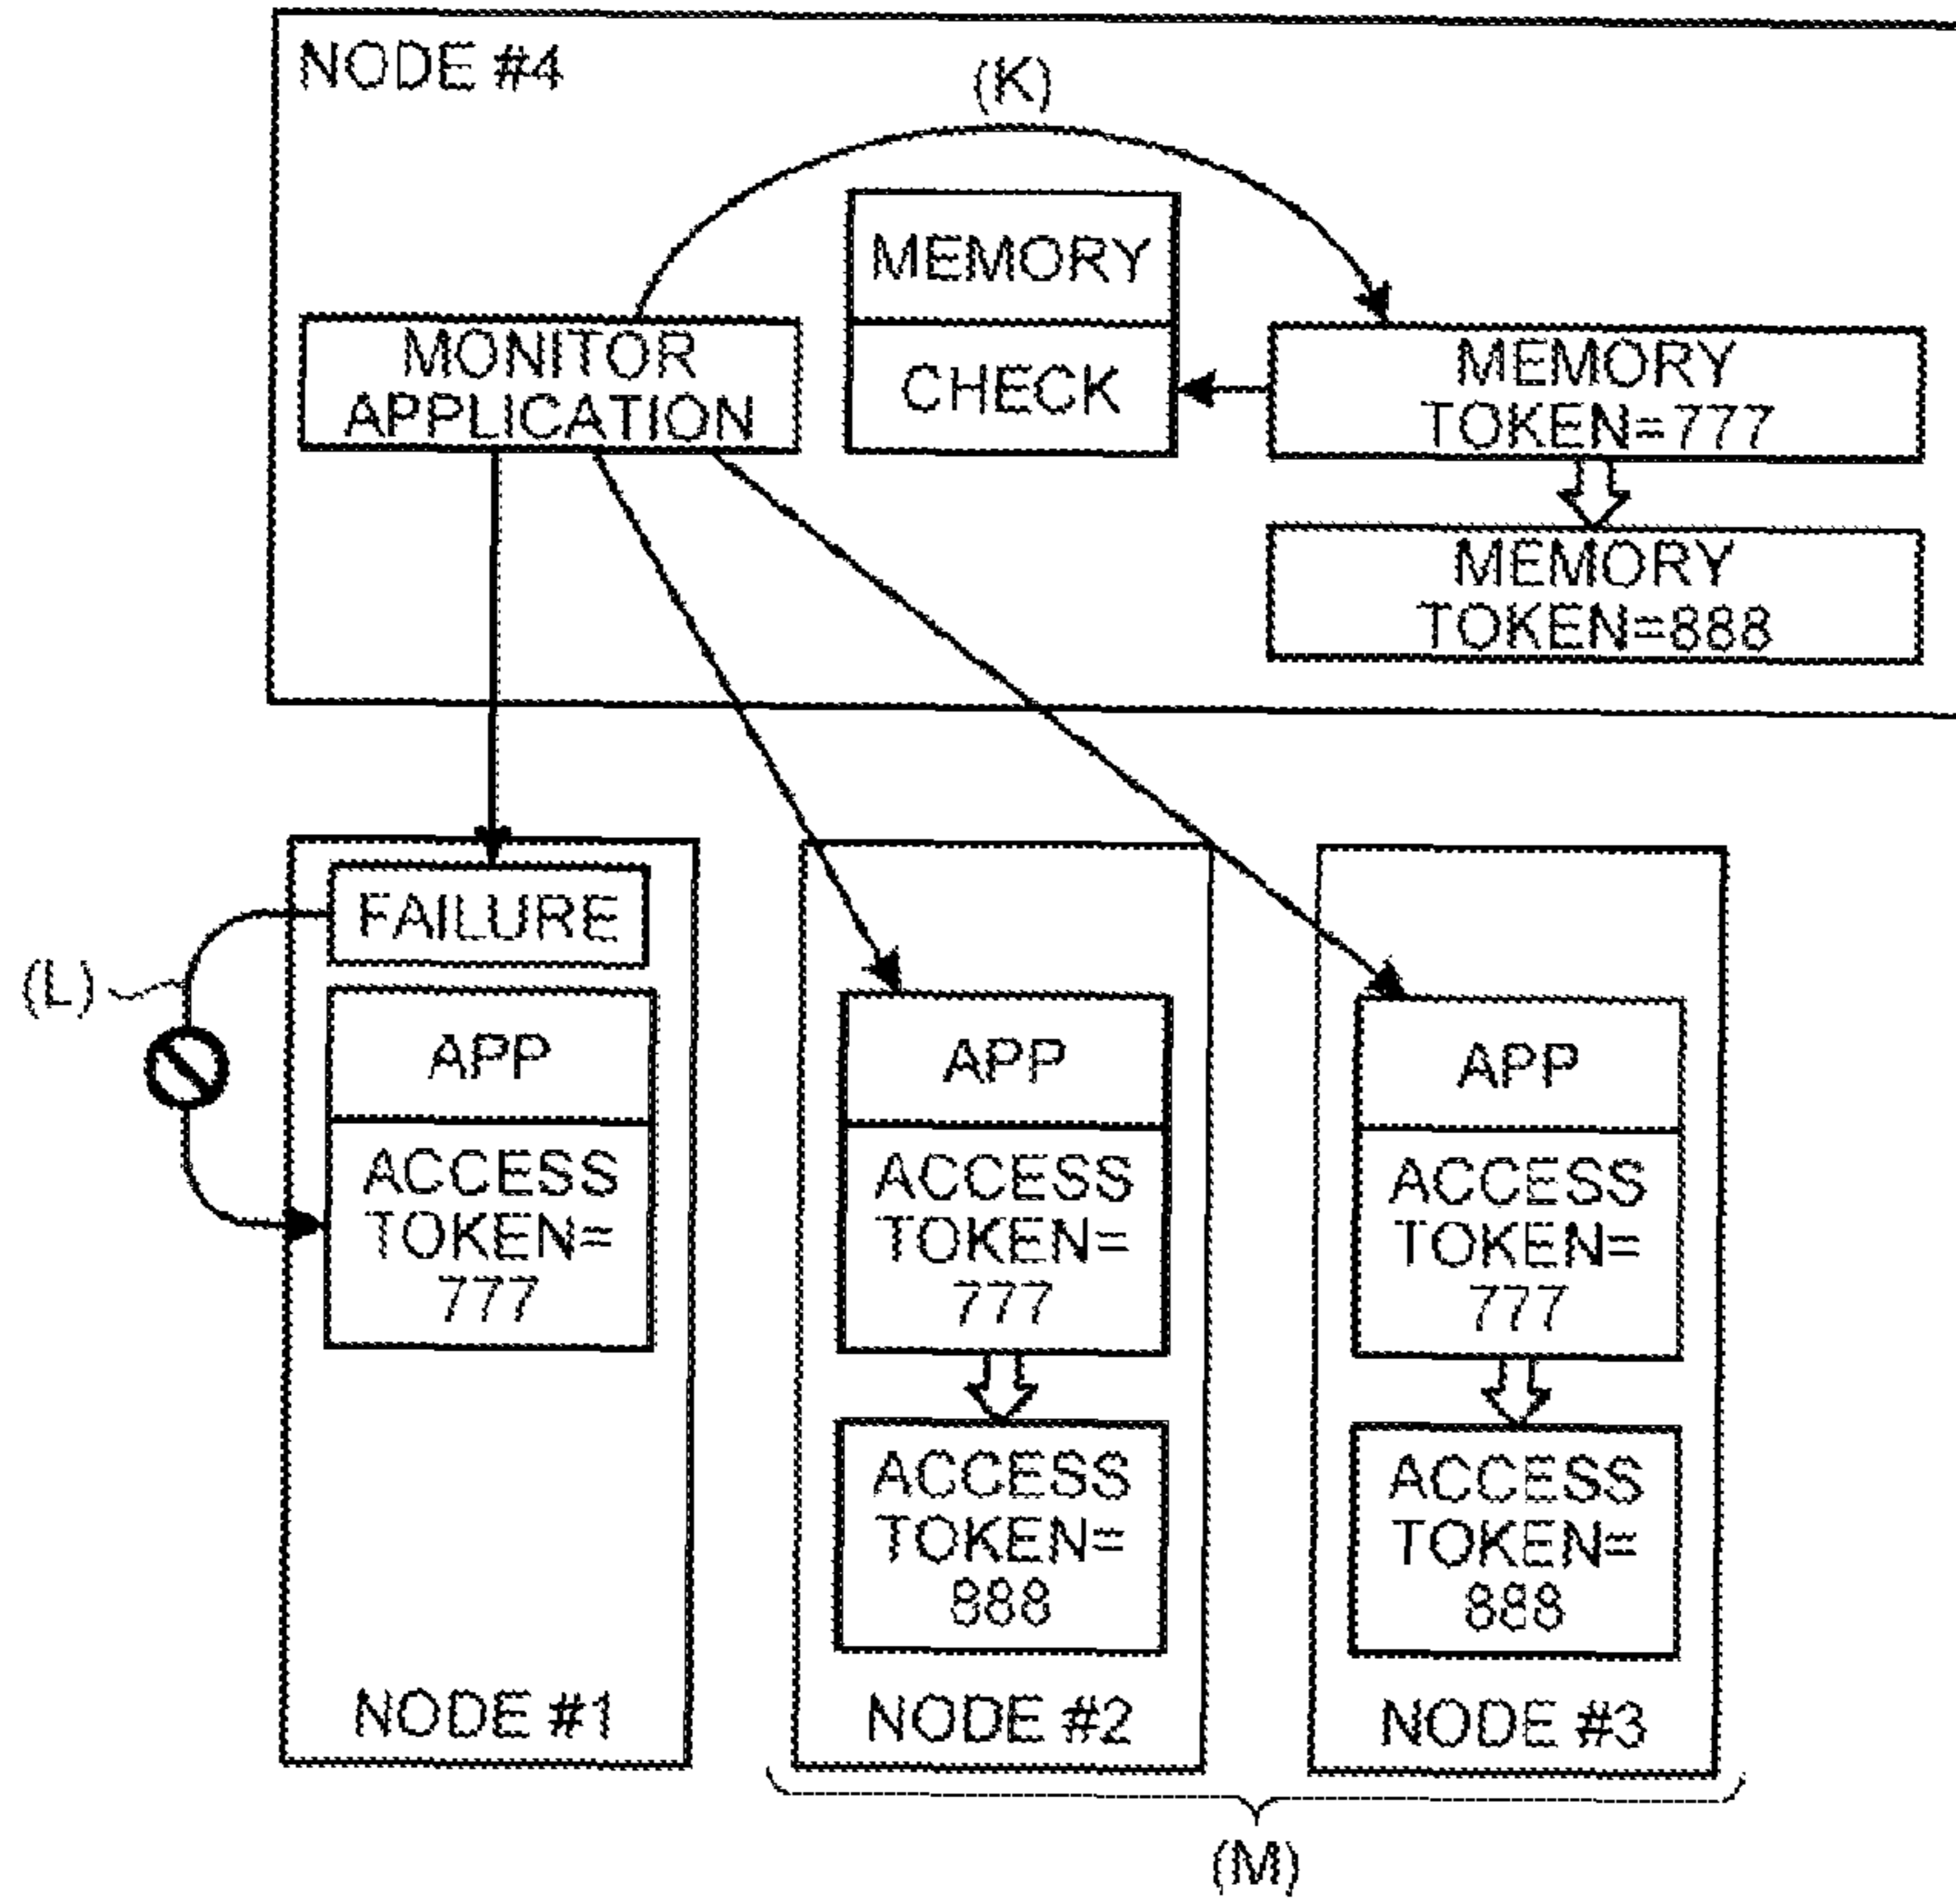 NODE #4
(K)
MEMORY
CHECK
MONITOR
APPLICATION
MEMORY
TOKEN=777
MEMORY
TOKEN=888
FAILURE
(L)
APP
ACCESS
TOKEN=
777
NODE #1
APP
ACCESS
TOKEN=
777
ACCESS
TOKEN=
888
NODE #2
APP
ACCESS
TOKEN=
777
ACCESS
TOKEN=
888
NODE #3
(M)